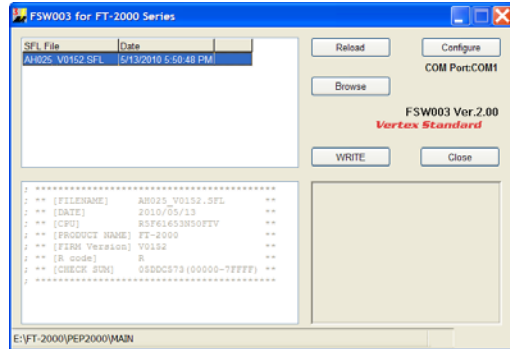 FSW003 for FT-2000 Series
SFL File Date
AH025_V0152.SFL 5/13/2010 5:50:48 PM
Reload Configure
COM Port:COM1
Browse
FSW003 Ver.2.00
Vertex Standard
WRITE Close
; ******************************************
; ** [FILENAME] AH025_V0152.SFL **
; ** [DATE] 2010/05/13 **
; ** [CPU] R5F61653N50FTV **
; ** [PRODUCT NAME] FT-2000 **
; ** [FIRM Version] V0152 **
; ** [R code] R **
; ** [CHECK SUM] 05DDC573(00000-7FFFF) **
; ******************************************
E:\FT-2000\PEP2000\MAIN